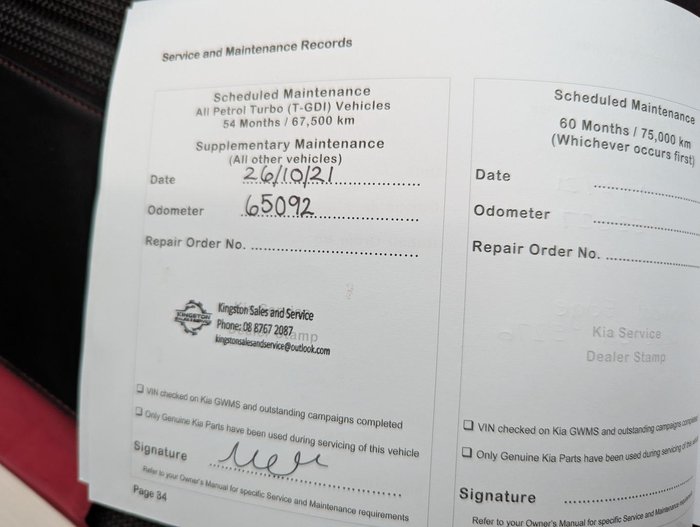 Service and Maintenance Records
Scheduled Maintenance
All Petrol Turbo (T-GDI) Vehicles
54 Months / 67,500 km
Supplementary Maintenance
(All other vehicles)
Date 26/10/21
Odometer 65092
Repair Order No.
KINGSTON
Kingston Sales and Service
Phone: 08 8767 2087
Stamp
kingstonsalesandservice@outlook.com
☐ VIN checked on Kia GWMS and outstanding campaigns completed
☐ Only Genuine Kia Parts have been used during servicing of this vehicle
Signature
Refer to your Owner's Manual for specific Service and Maintenance requirements
Page 34
Scheduled Maintenance
60 Months / 75,000 km
(Whichever occurs first)
Date
Odometer
Repair Order No.
Kia Service
Dealer Stamp
☐ VIN checked on Kia GWMS and outstanding campaigns
☐ Only Genuine Kia Parts have been used during servicing of
Signature
Refer to your Owner's Manual for specific Service and Maintenance